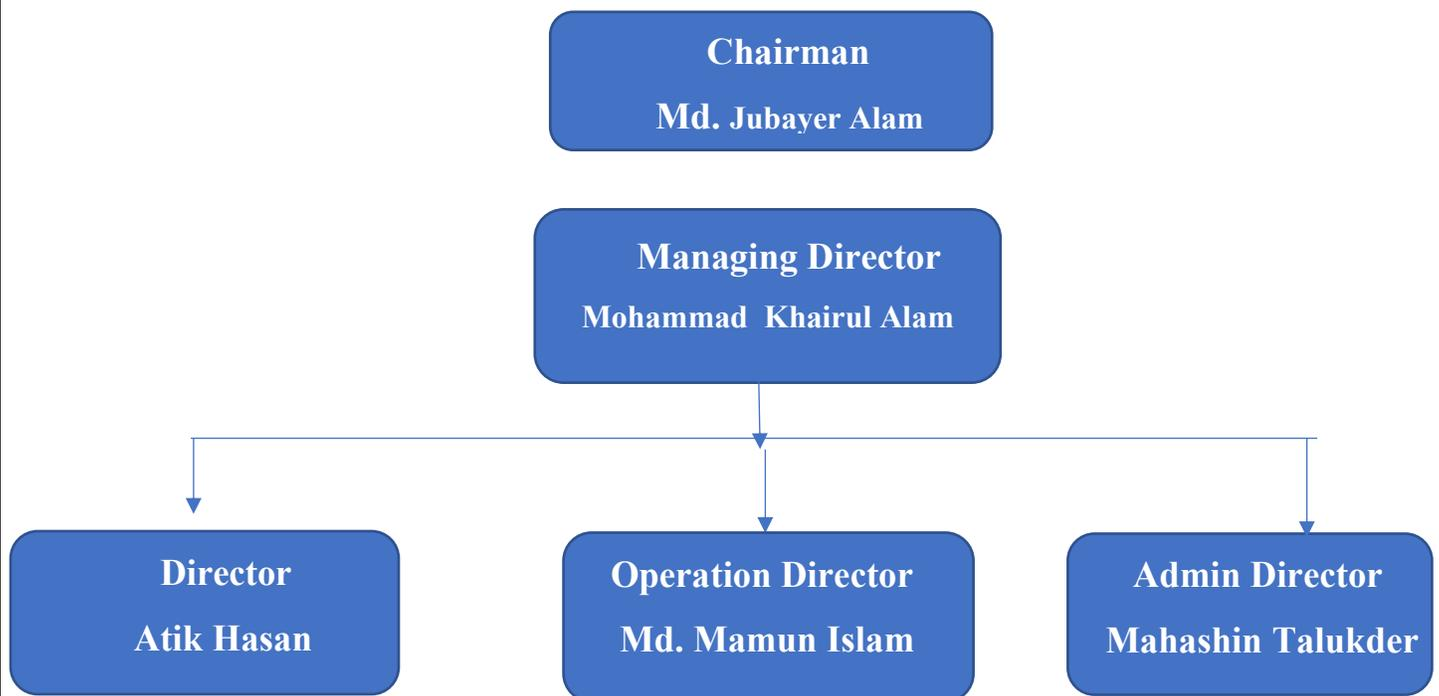 Chairman
Md. Jubayer Alam
Managing Director
Mohammad Khairul Alam
Director
Atik Hasan
Operation Director
Md. Mamun Islam
Admin Director
Mahashin Talukder